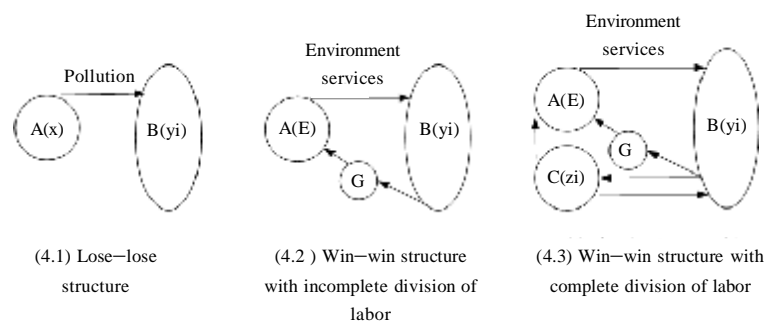 Pollution
A(x)
B(yi)
(4.1) Lose–lose
structure
Environment
services
A(E)
B(yi)
G
(4.2 ) Win–win structure
with incomplete division of
labor
Environment
services
A(E)
B(yi)
G
C(zi)
(4.3) Win–win structure with
complete division of labor